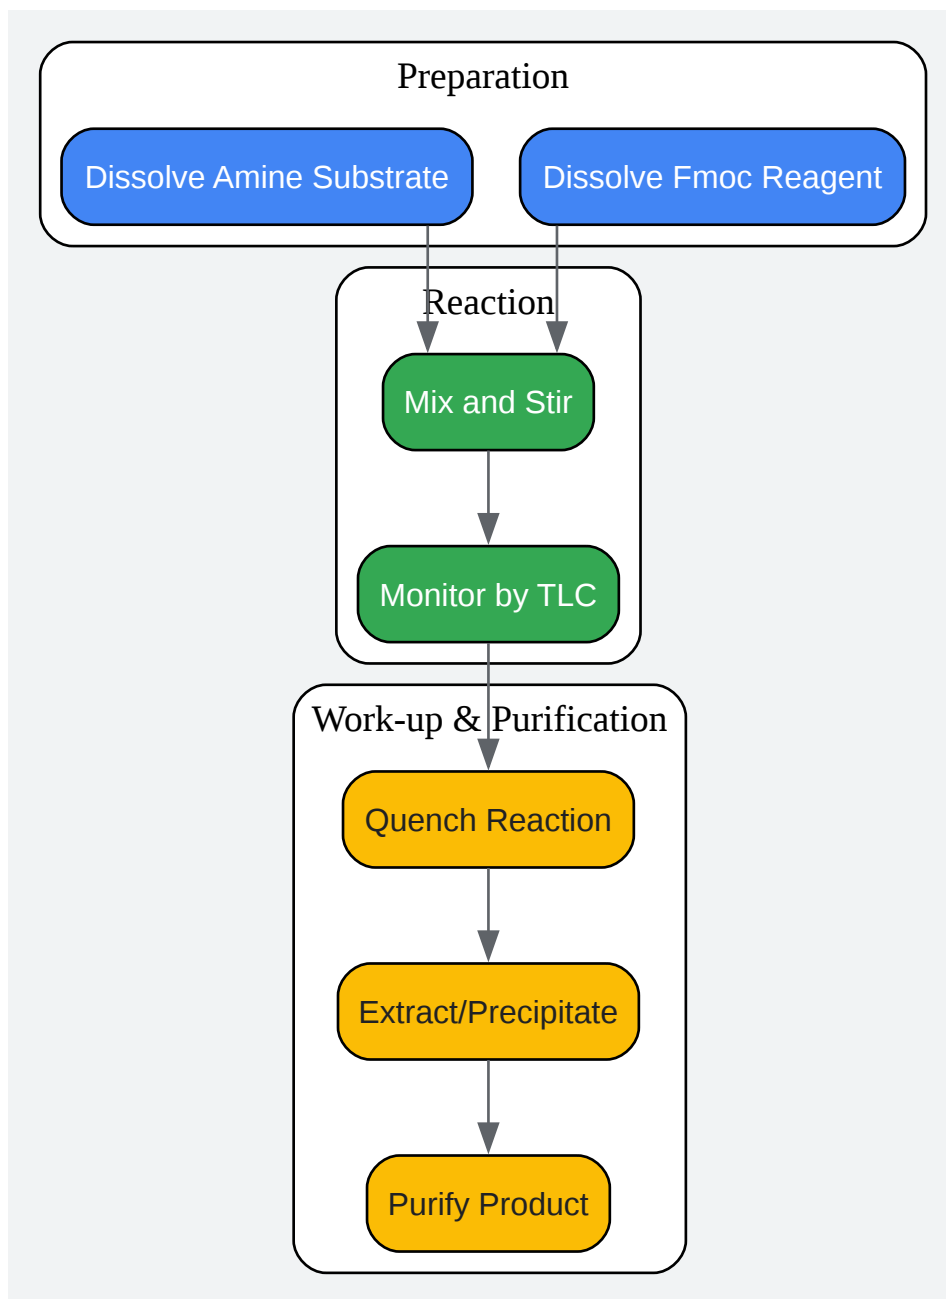 Preparation
Dissolve Amine Substrate
Dissolve Fmoc Reagent
Reaction
Mix and Stir
Monitor by TLC
Work-up & Purification
Quench Reaction
Extract/Precipitate
Purify Product